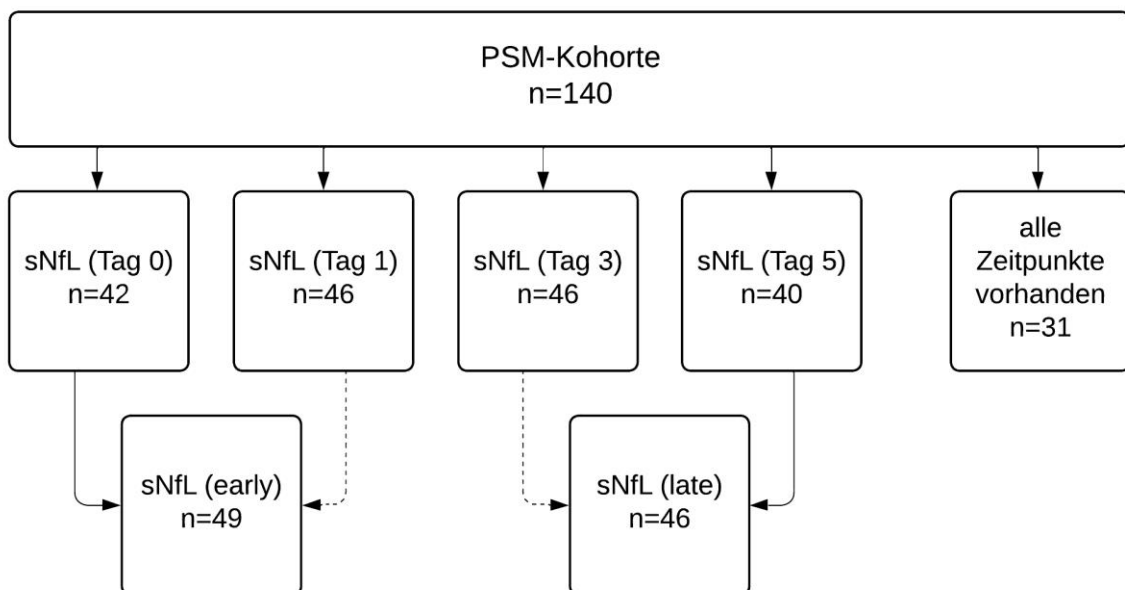 PSM-Kohorte
n=140
sNfL (Tag 0)
n=42
sNfL (Tag 1)
n=46
sNfL (Tag 3)
n=46
sNfL (Tag 5)
n=40
alle
Zeitpunkte
vorhanden
n=31
sNfL (early)
n=49
sNfL (late)
n=46